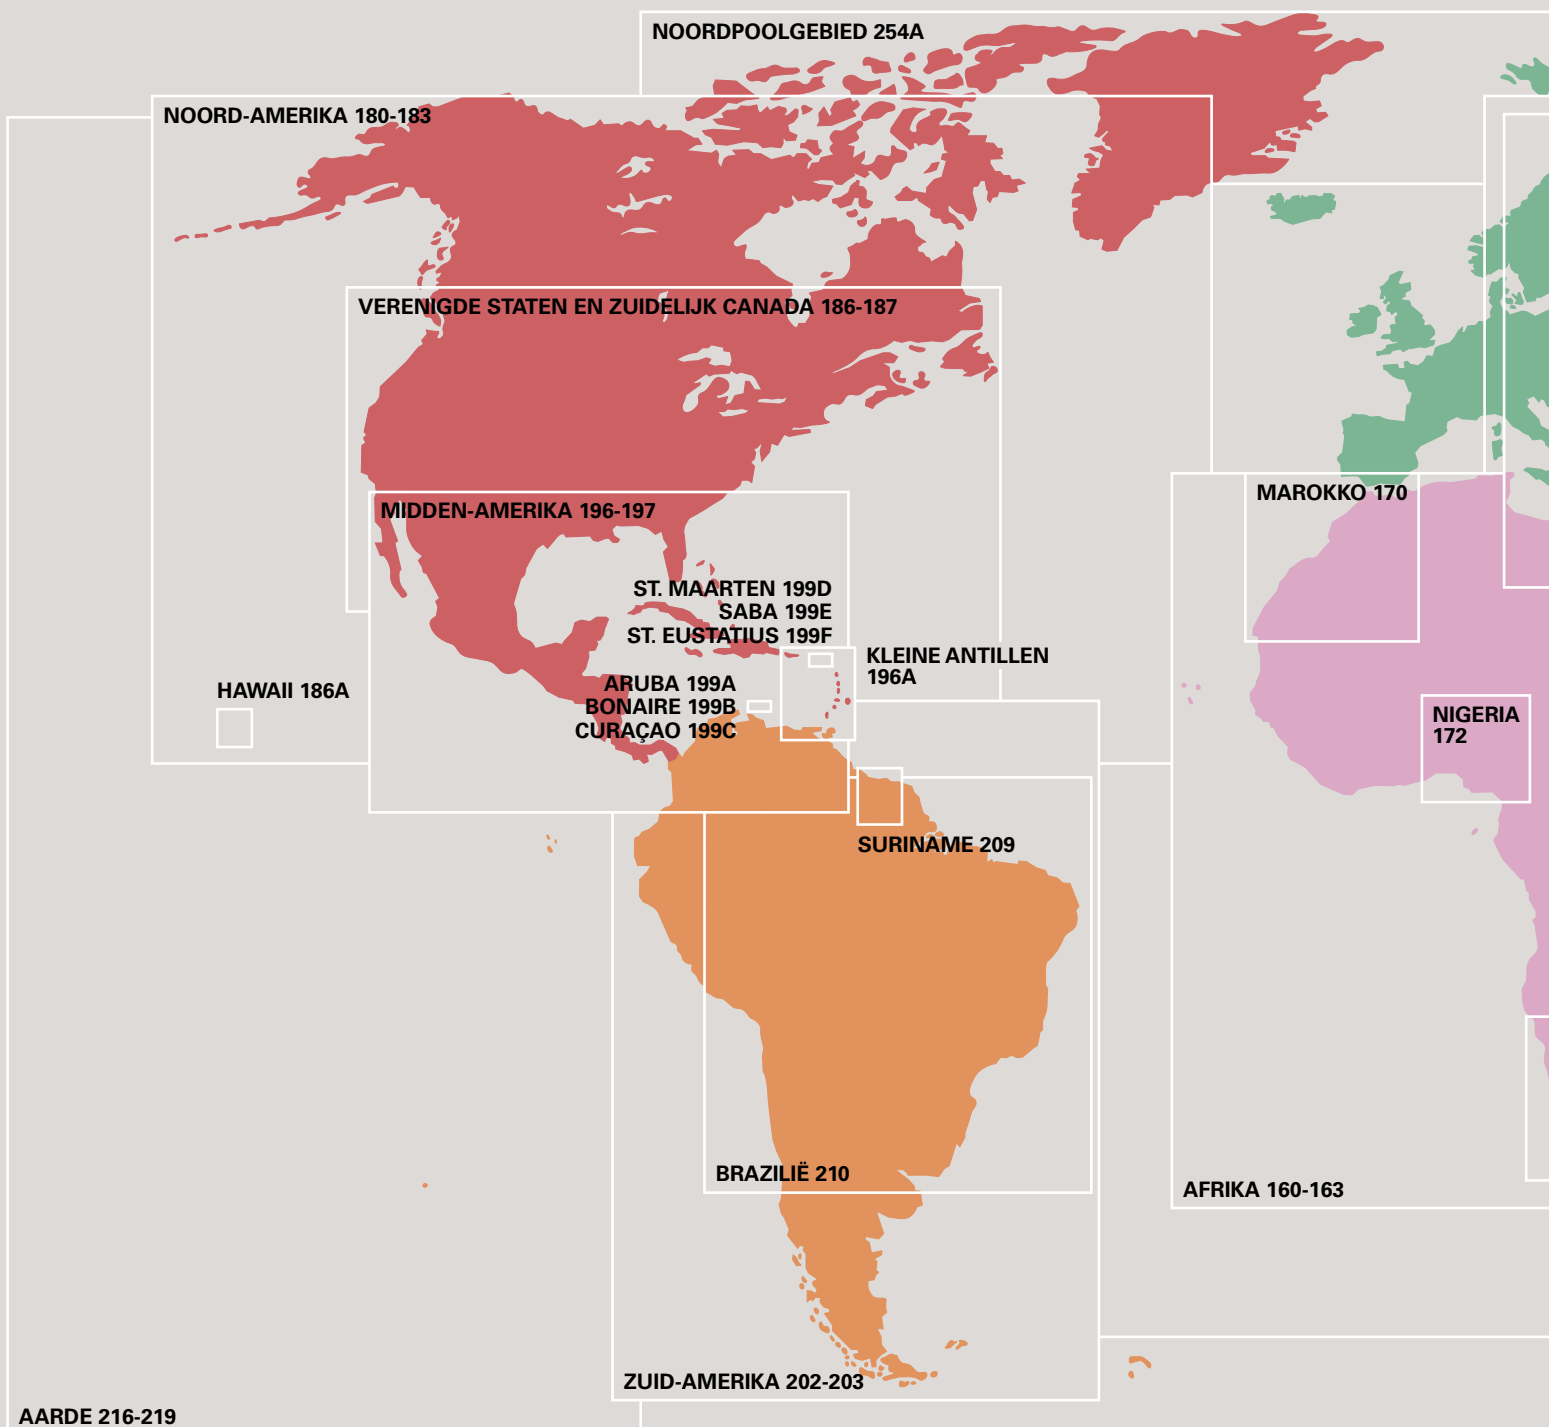 NOORDPOOLGEBIED 254A
NOORD-AMERIKA 180-183
VERENIGDE STATEN EN ZUIDELIJK CANADA 186-187
MAROKKO 170
MIDDEN-AMERIKA 196-197
ST. MAARTEN 199D
SABA 199E
ST. EUSTATIUS 199F
KLEINE ANTILLEN
196A
HAWAII 186A
ARUBA 199A
BONAIRE 199B
CURAÇAO 199C
NIGERIA
172
SURINAME 209
BRAZILIË 210
AFRIKA 160-163
ZUID-AMERIKA 202-203
AARDE 216-219